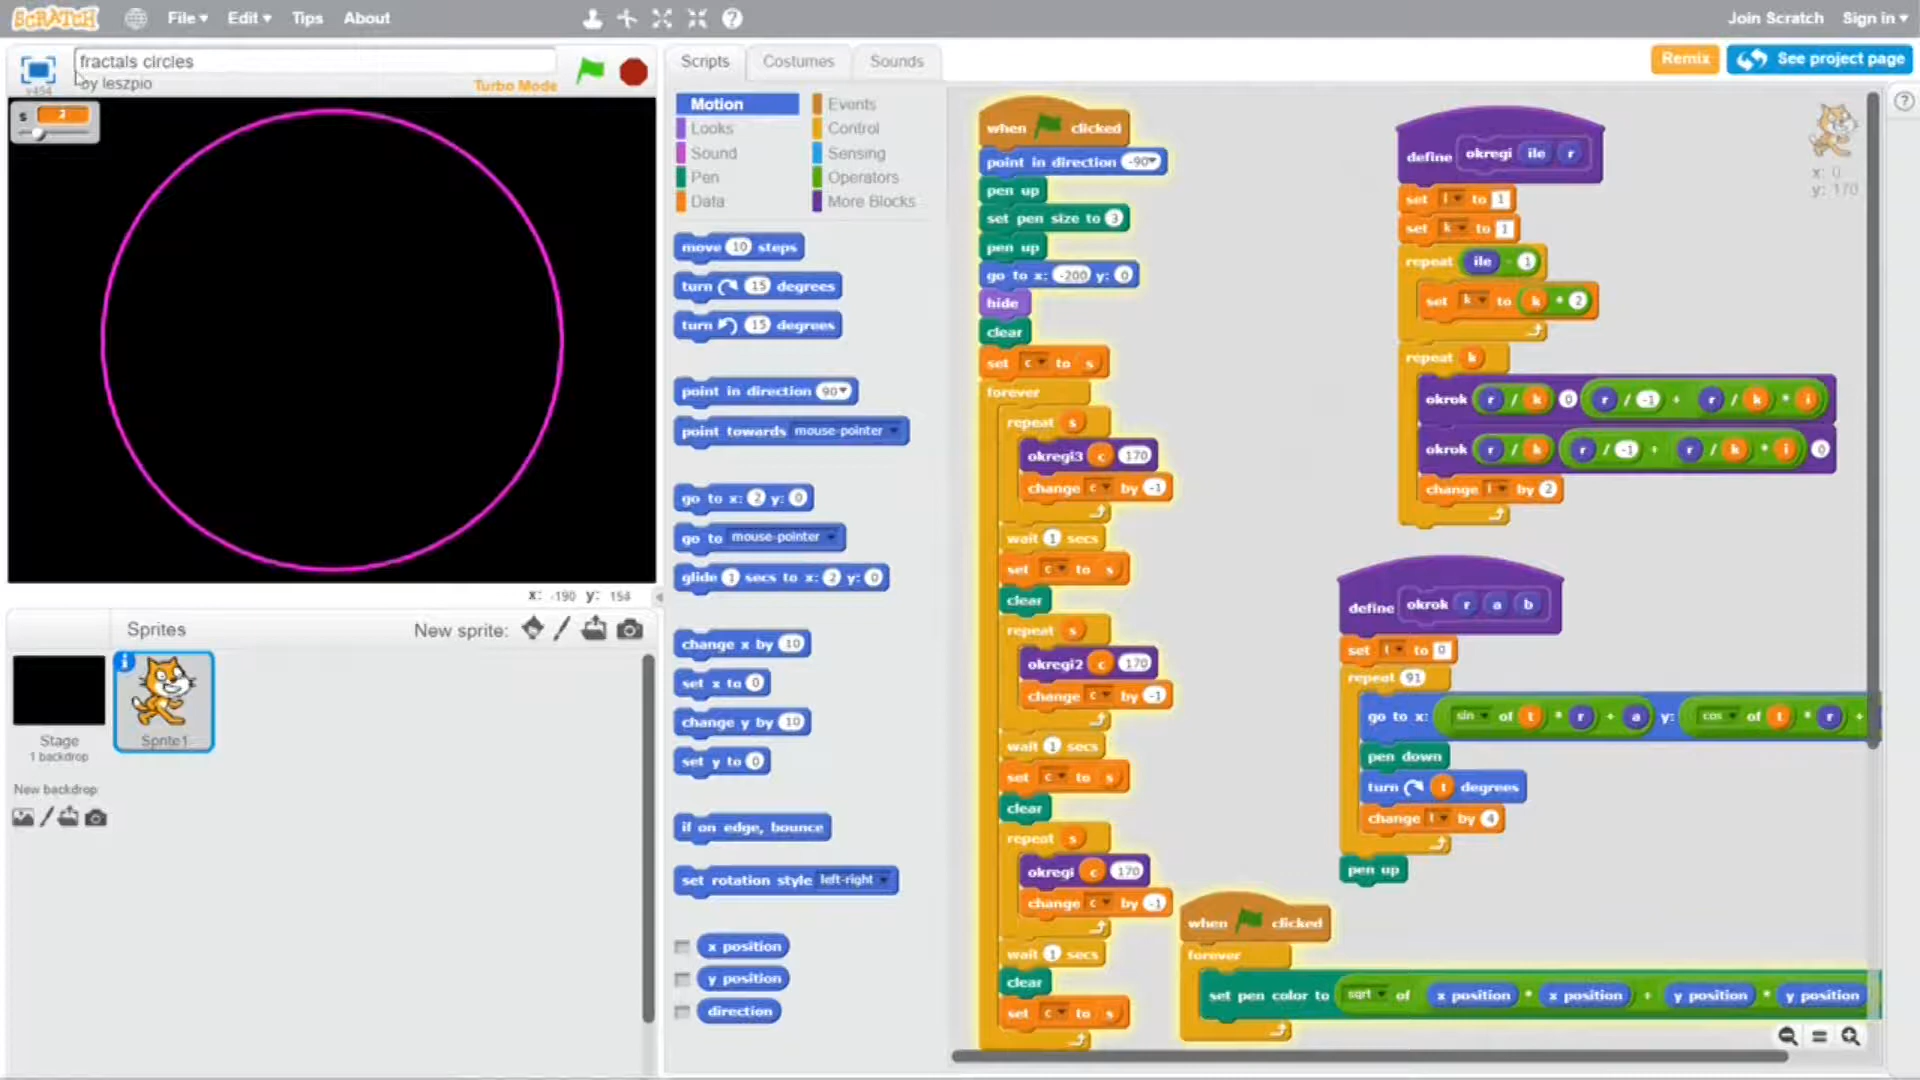 SCRATCH File Edit Tips About Join Scratch Sign in
fractals circles
by leszpio
v454
Turbo Mode
Scripts Costumes Sounds
Remix See project page
s
x: -190 y:
Sprites New sprite:
Stage
1 backdrop
Sprite1
New backdrop:
Motion Events
Looks Control
Sound Sensing
Pen Operators
Data More Blocks
move 10 steps
turn 15 degrees
turn 15 degrees
point in direction 90
point towards mouse-pointer
go to x: 2 y: 0
go to mouse-pointer
glide 1 secs to x: 2 y: 0
change x by 10
set x to 0
change y by 10
set y to 0
if on edge, bounce
set rotation style left-right
x position
y position
direction
when clicked
point in direction -90
pen up
set pen size to 3
pen up
go to x: -200 y: 0
hide
clear
set c to s
forever
repeat s
okregi3 c 170
change c by -1
wait 1 secs
set c to s
clear
repeat s
okregi2 c 170
change c by -1
wait 1 secs
set c to s
clear
repeat s
okregi c 170
change c by -1
wait 1 secs
clear
set c to s
define okregi ile r
set i to 1
set k to 1
repeat ile - 1
set k to k * 2
repeat k
okrok r / k 0 r / -1 + r / k * i
okrok r / k r / -1 + r / k * i 0
change i by 2
define okrok r a b
set t to 0
repeat 91
go to x: sin of t * r + a y: cos of t * r +
pen down
turn t degrees
change t by 4
pen up
when clicked
forever
set pen color to sqrt of x position * x position + y position * y position
x: 0
y: 170